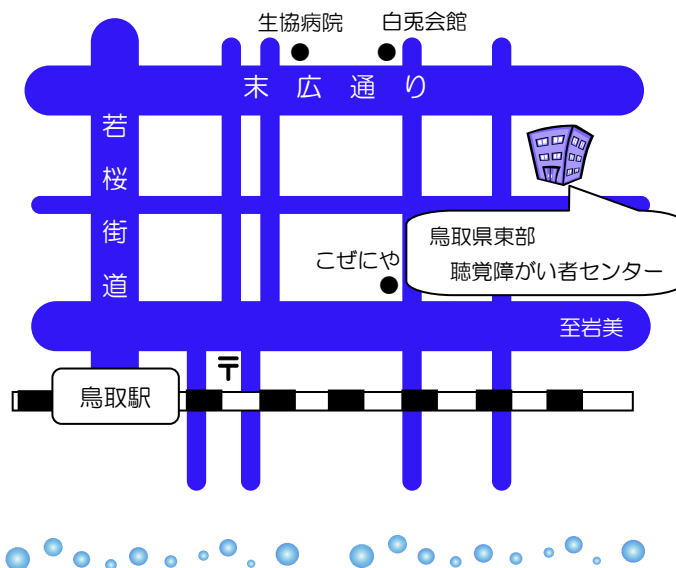 生協病院
白兎会館
末広通り
若桜街道
鳥取県東部
聴覚障がい者センター
こぜにや
至岩美
〒
鳥取駅